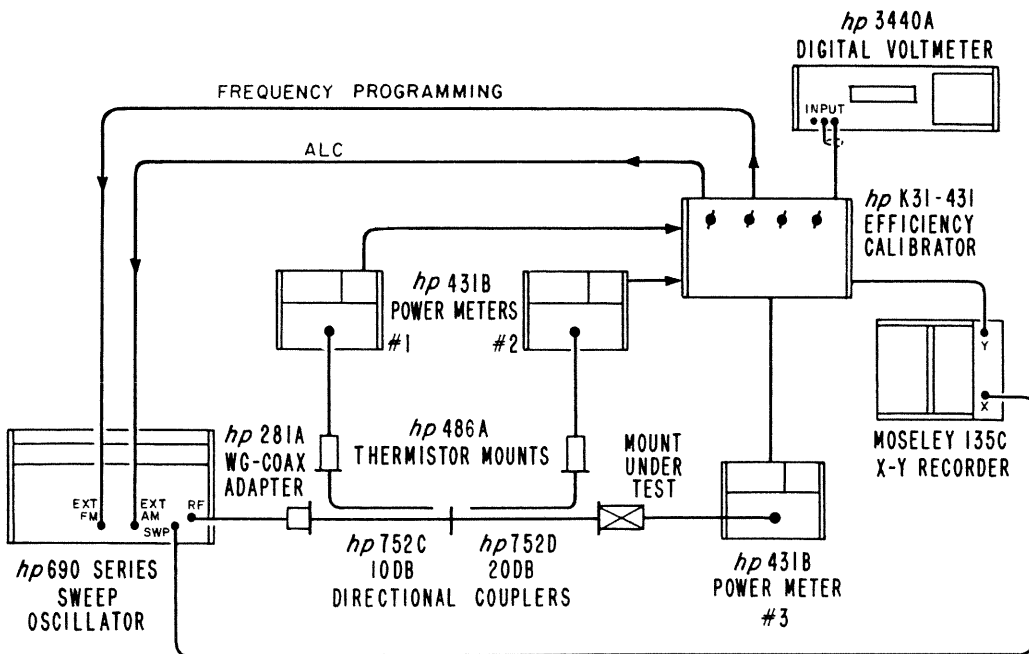 hp 3440A
DIGITAL VOLTMETER
INPUT
FREQUENCY PROGRAMMING
ALC
hp K31-431
EFFICIENCY
CALIBRATOR
hp 431B
POWER METERS
#1
#2
Y
X
MOSELEY 135C
X-Y RECORDER
hp 281A
WG-COAX
ADAPTER
hp 486A
THERMISTOR MOUNTS
MOUNT
UNDER
TEST
EXT
FM
EXT
AM
SWP
RF
hp 690 SERIES
SWEEP
OSCILLATOR
hp 752C
10DB
hp 752D
20DB
DIRECTIONAL COUPLERS
hp 431B
POWER METER
#3